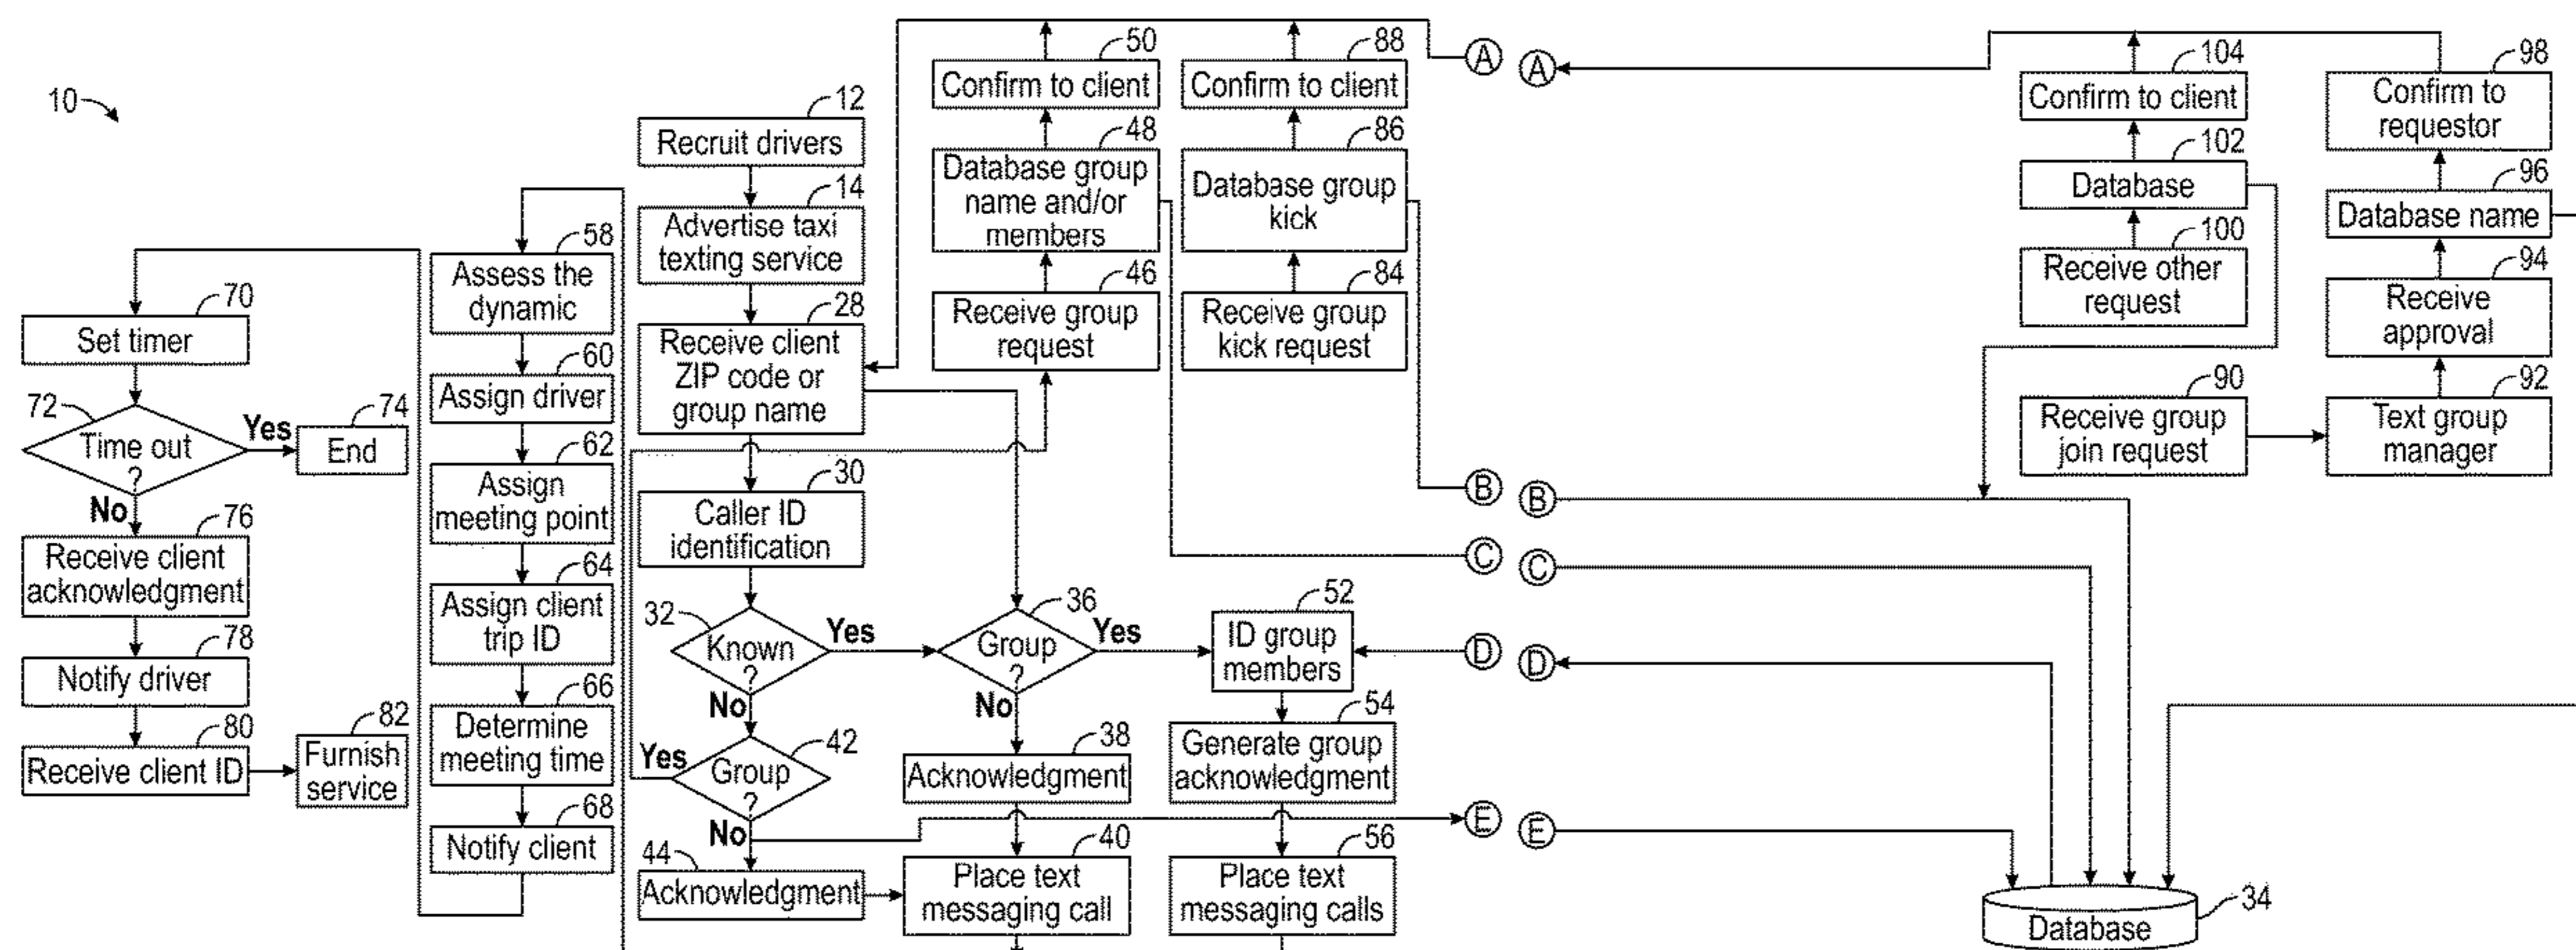 10
70
Set timer
72
Time out
?
Yes
74
End
No
76
Receive client
acknowledgment
78
Notify driver
80
Receive client ID
82
Furnish
service
58
Assess the
dynamic
60
Assign driver
62
Assign
meeting point
64
Assign client
trip ID
66
Determine
meeting time
68
Notify client
12
Recruit drivers
14
Advertise taxi
texting service
28
Receive client
ZIP code or
group name
30
Caller ID
identification
32
Known
?
Yes
No
42
Group
?
Yes
No
44
Acknowledgment
50
Confirm to client
48
Database group
name and/or
members
46
Receive group
request
36
Group
?
Yes
No
38
Acknowledgment
40
Place text
messaging call
88
Confirm to client
86
Database group
kick
84
Receive group
kick request
52
ID group
members
54
Generate group
acknowledgment
56
Place text
messaging calls
A
B
C
D
E
A
B
C
D
E
104
Confirm to client
102
Database
100
Receive other
request
90
Receive group
join request
98
Confirm to
requestor
96
Database name
94
Receive
approval
92
Text group
manager
34
Database